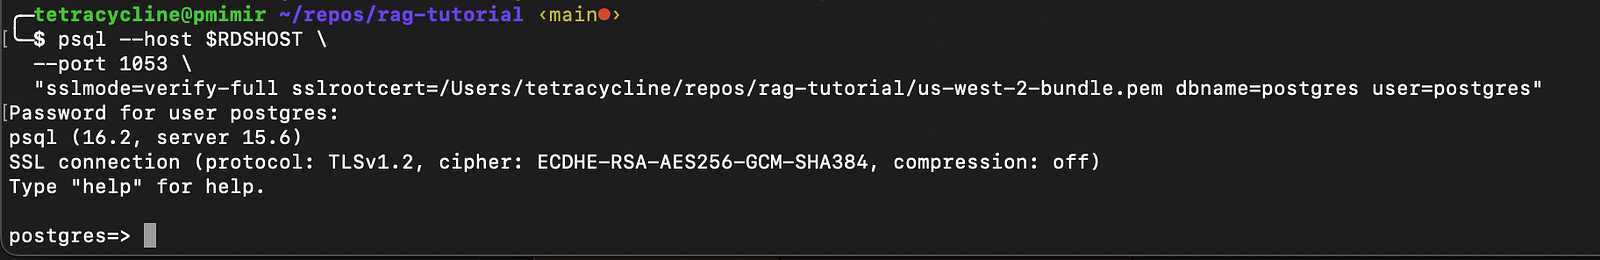 tetracycline@pmimir ~/repos/rag-tutorial ‹main●›
$ psql --host $RDSHOST \
--port 1053 \
"sslmode=verify-full sslrootcert=/Users/tetracycline/repos/rag-tutorial/us-west-2-bundle.pem dbname=postgres user=postgres"
Password for user postgres:
psql (16.2, server 15.6)
SSL connection (protocol: TLSv1.2, cipher: ECDHE-RSA-AES256-GCM-SHA384, compression: off)
Type "help" for help.
postgres=>